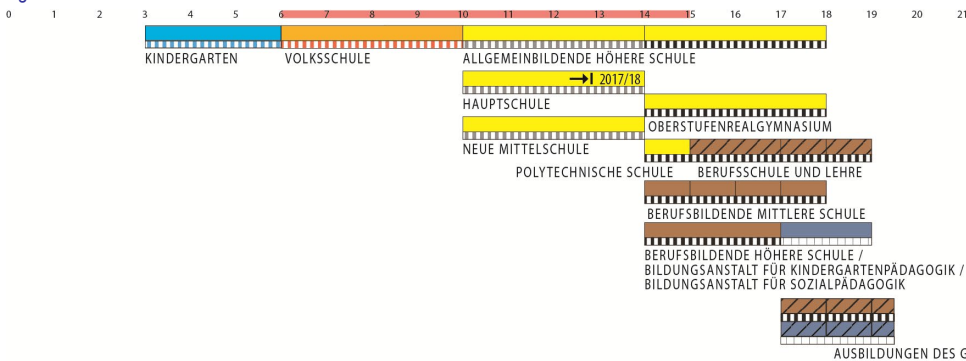 0 1 2 3 4 5 6 7 8 9 10 11 12 13 14 15 16 17 18 19 20 21
KINDERGARTEN VOLKSSCHULE ALLGEMEINBILDENDE HÖHERE SCHULE
2017/18
HAUPTSCHULE
OBERSTUFENREALGYMNASIUM
NEUE MITTELSCHULE
POLYTECHNISCHE SCHULE BERUFSSCHULE UND LEHRE
BERUFSBILDENDE MITTLERE SCHULE
BERUFSBILDENDE HÖHERE SCHULE /
BILDUNGSANSTALT FÜR KINDERGARTENPÄDAGOGIK /
BILDUNGSANSTALT FÜR SOZIALPÄDAGOGIK
AUSBILDUNGEN DES G